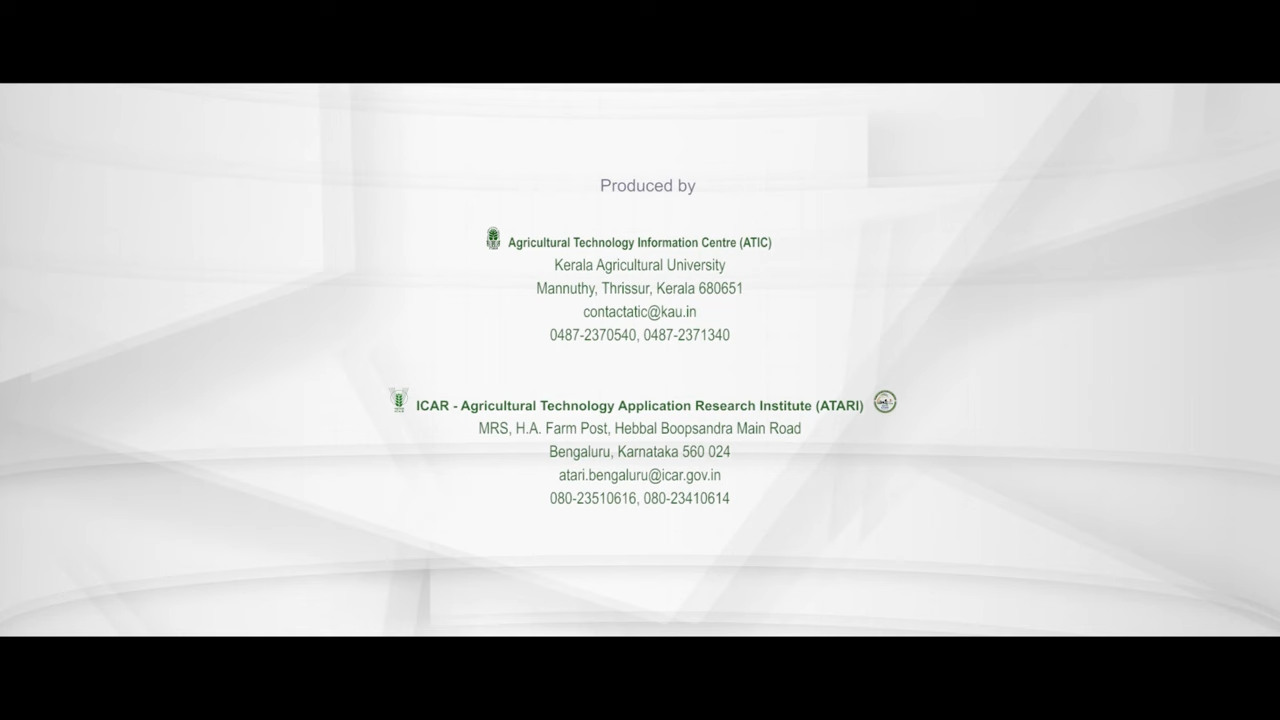 Produced by
Agricultural Technology Information Centre (ATIC)
Kerala Agricultural University
Mannuthy, Thrissur, Kerala 680651
contactatic@kau.in
0487-2370540, 0487-2371340
ICAR - Agricultural Technology Application Research Institute (ATARI)
MRS, H.A. Farm Post, Hebbal Boopsandra Main Road
Bengaluru, Karnataka 560 024
atari.bengaluru@icar.gov.in
080-23510616, 080-23410614